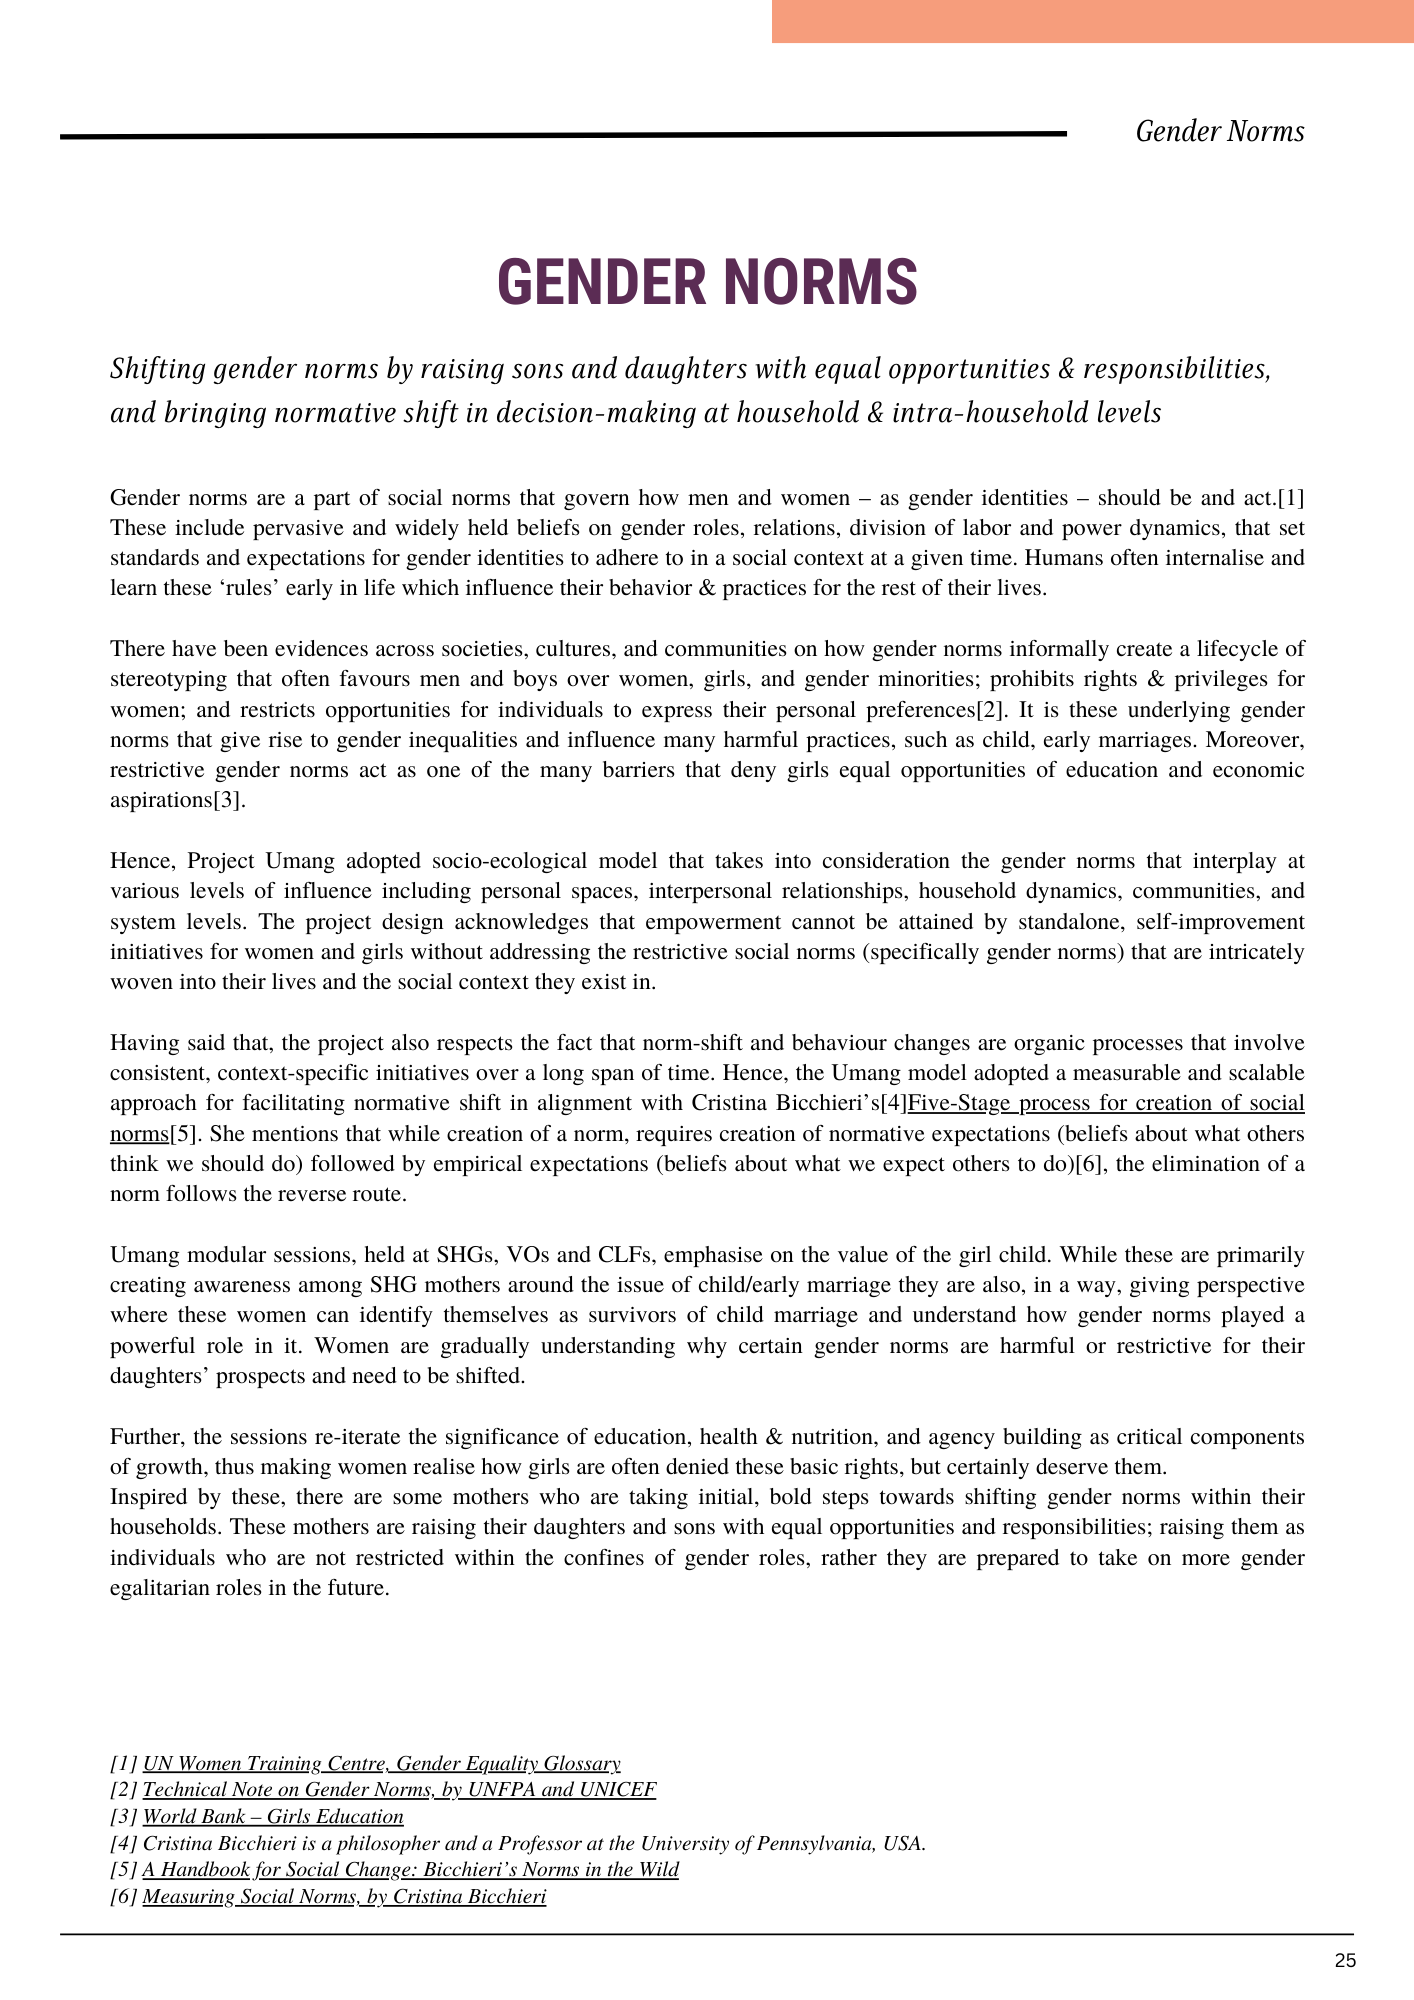 Gender Norms
GENDER NORMS
Shifting gender norms by raising sons and daughters with equal opportunities & responsibilities,
and bringing normative shift in decision-making at household & intra-household levels
Gender norms are a part of social norms that govern how men and women – as gender identities – should be and act.[1]
These include pervasive and widely held beliefs on gender roles, relations, division of labor and power dynamics, that set
standards and expectations for gender identities to adhere to in a social context at a given time. Humans often internalise and
learn these ‘rules’ early in life which influence their behavior & practices for the rest of their lives.
There have been evidences across societies, cultures, and communities on how gender norms informally create a lifecycle of
stereotyping that often favours men and boys over women, girls, and gender minorities; prohibits rights & privileges for
women; and restricts opportunities for individuals to express their personal preferences[2]. It is these underlying gender
norms that give rise to gender inequalities and influence many harmful practices, such as child, early marriages. Moreover,
restrictive gender norms act as one of the many barriers that deny girls equal opportunities of education and economic
aspirations[3].
Hence, Project Umang adopted socio-ecological model that takes into consideration the gender norms that interplay at
various levels of influence including personal spaces, interpersonal relationships, household dynamics, communities, and
system levels. The project design acknowledges that empowerment cannot be attained by standalone, self-improvement
initiatives for women and girls without addressing the restrictive social norms (specifically gender norms) that are intricately
woven into their lives and the social context they exist in.
Having said that, the project also respects the fact that norm-shift and behaviour changes are organic processes that involve
consistent, context-specific initiatives over a long span of time. Hence, the Umang model adopted a measurable and scalable
approach for facilitating normative shift in alignment with Cristina Bicchieri’s[4]Five-Stage process for creation of social
norms[5]. She mentions that while creation of a norm, requires creation of normative expectations (beliefs about what others
think we should do) followed by empirical expectations (beliefs about what we expect others to do)[6], the elimination of a
norm follows the reverse route.
Umang modular sessions, held at SHGs, VOs and CLFs, emphasise on the value of the girl child. While these are primarily
creating awareness among SHG mothers around the issue of child/early marriage they are also, in a way, giving perspective
where these women can identify themselves as survivors of child marriage and understand how gender norms played a
powerful role in it. Women are gradually understanding why certain gender norms are harmful or restrictive for their
daughters’ prospects and need to be shifted.
Further, the sessions re-iterate the significance of education, health & nutrition, and agency building as critical components
of growth, thus making women realise how girls are often denied these basic rights, but certainly deserve them.
Inspired by these, there are some mothers who are taking initial, bold steps towards shifting gender norms within their
households. These mothers are raising their daughters and sons with equal opportunities and responsibilities; raising them as
individuals who are not restricted within the confines of gender roles, rather they are prepared to take on more gender
egalitarian roles in the future.
[1] UN Women Training Centre, Gender Equality Glossary
[2] Technical Note on Gender Norms, by UNFPA and UNICEF
[3] World Bank – Girls Education
[4] Cristina Bicchieri is a philosopher and a Professor at the University of Pennsylvania, USA.
[5] A Handbook for Social Change: Bicchieri’s Norms in the Wild
[6] Measuring Social Norms, by Cristina Bicchieri
25